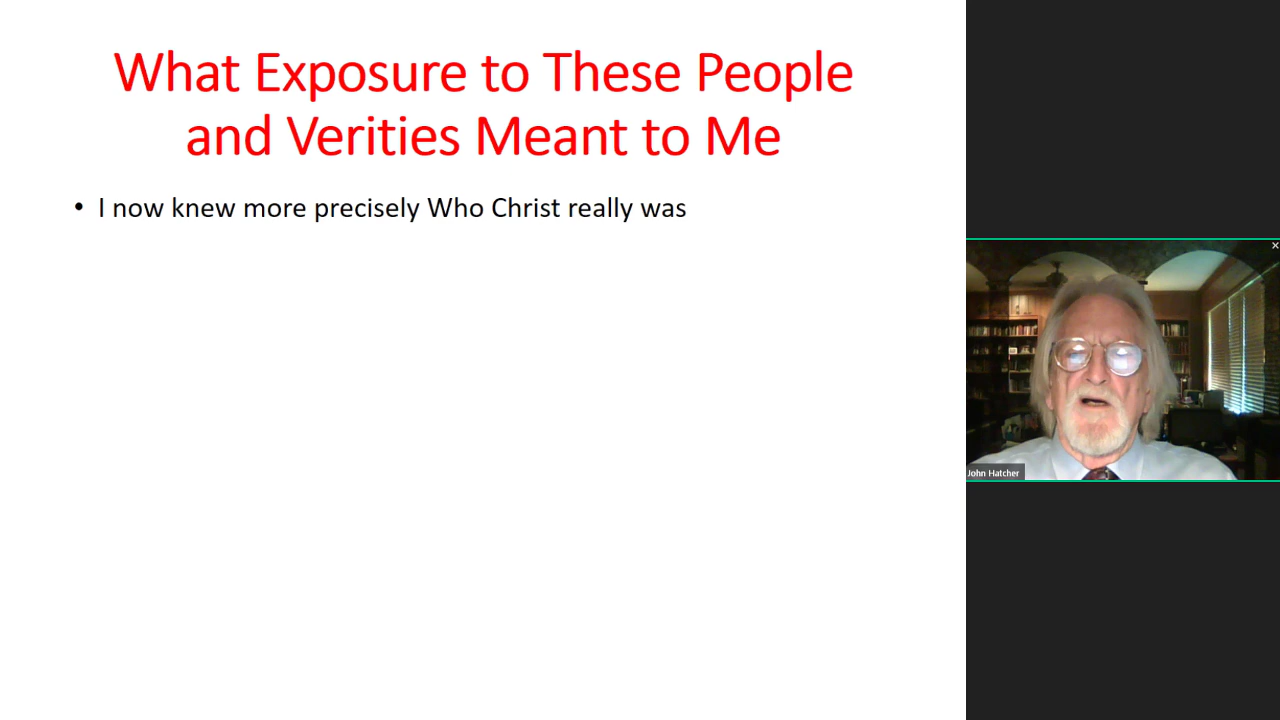 What Exposure to These People
and Verities Meant to Me
• I now knew more precisely Who Christ really was
John Hatcher